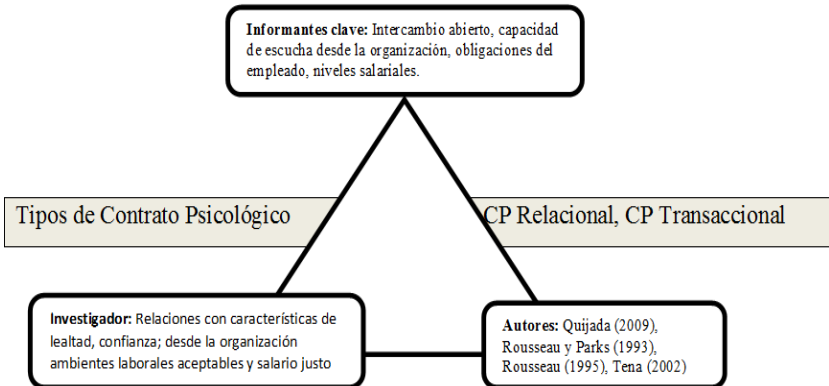 Informantes clave: Intercambio abierto, capacidad
de escucha desde la organización, obligaciones del
empleado, niveles salariales.
Tipos de Contrato Psicológico
CP Relacional, CP Transaccional
Investigador: Relaciones con características de
lealtad, confianza; desde la organización
ambientes laborales aceptables y salario justo
Autores: Quijada (2009),
Rousseau y Parks (1993),
Rousseau (1995), Tena (2002)